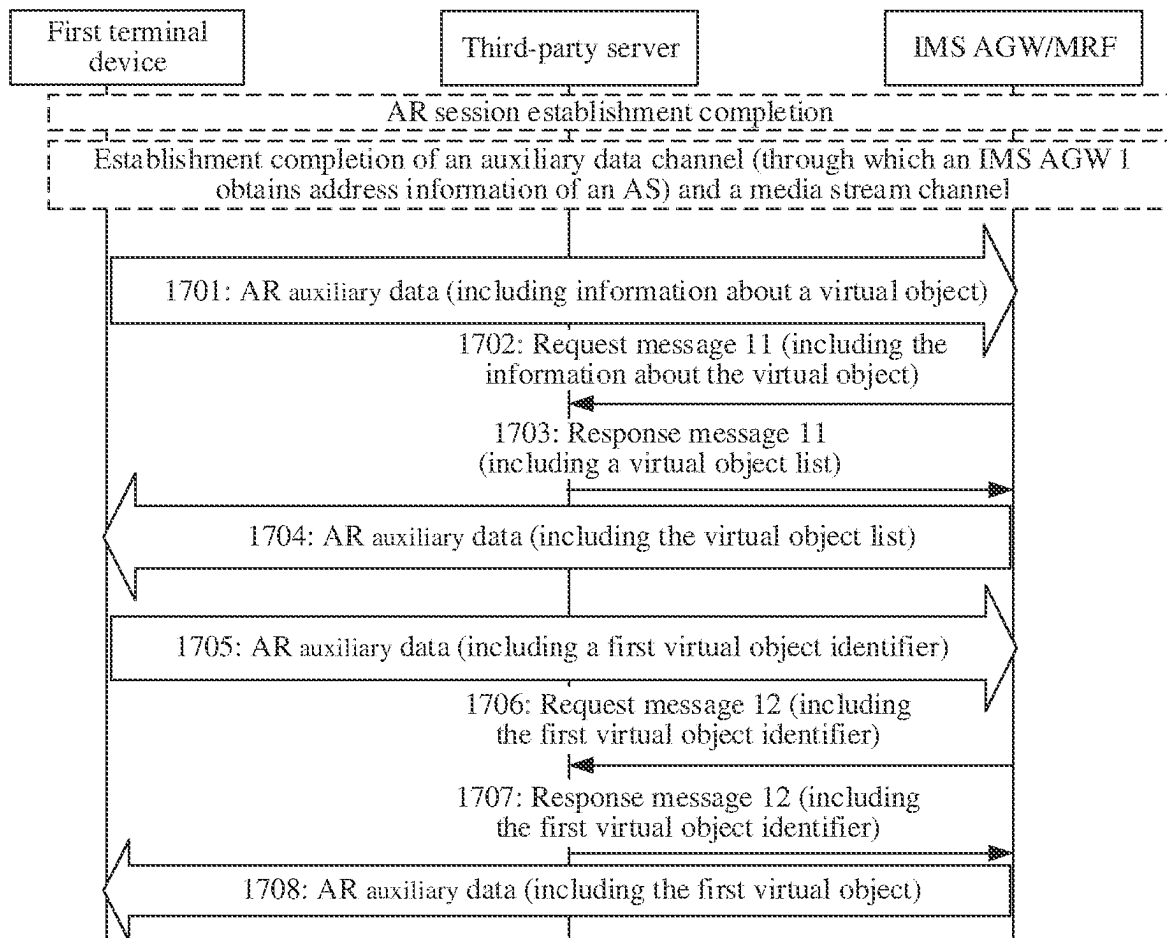 First terminal
device
Third-party server
IMS AGW/MRF
AR session establishment completion
Establishment completion of an auxiliary data channel (through which an IMS AGW 1
obtains address information of an AS) and a media stream channel
1701: AR auxiliary data (including information about a virtual object)
1702: Request message 11 (including the
information about the virtual object)
1703: Response message 11
(including a virtual object list)
1704: AR auxiliary data (including the virtual object list)
1705: AR auxiliary data (including a first virtual object identifier)
1706: Request message 12 (including
the first virtual object identifier)
1707: Response message 12 (including
the first virtual object identifier)
1708: AR auxiliary data (including the first virtual object)